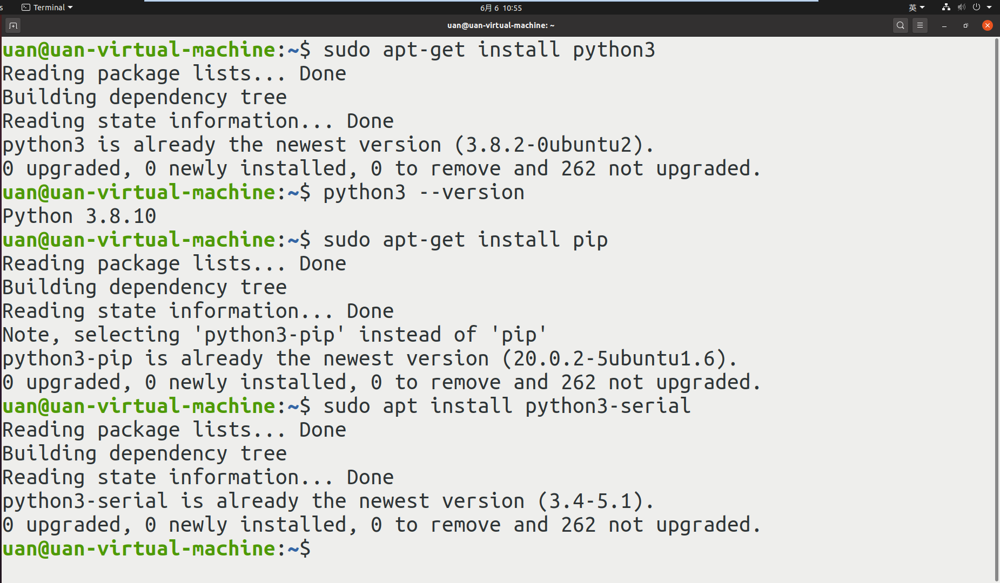 s
Terminal
6月 6 10:55
英
uan@uan-virtual-machine: ~
uan@uan-virtual-machine:~$ sudo apt-get install python3
Reading package lists... Done
Building dependency tree
Reading state information... Done
python3 is already the newest version (3.8.2-0ubuntu2).
0 upgraded, 0 newly installed, 0 to remove and 262 not upgraded.
uan@uan-virtual-machine:~$ python3 --version
Python 3.8.10
uan@uan-virtual-machine:~$ sudo apt-get install pip
Reading package lists... Done
Building dependency tree
Reading state information... Done
Note, selecting 'python3-pip' instead of 'pip'
python3-pip is already the newest version (20.0.2-5ubuntu1.6).
0 upgraded, 0 newly installed, 0 to remove and 262 not upgraded.
uan@uan-virtual-machine:~$ sudo apt install python3-serial
Reading package lists... Done
Building dependency tree
Reading state information... Done
python3-serial is already the newest version (3.4-5.1).
0 upgraded, 0 newly installed, 0 to remove and 262 not upgraded.
uan@uan-virtual-machine:~$